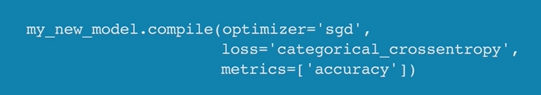 my_new_model.compile(optimizer='sgd',
                     loss='categorical_crossentropy',
                     metrics=['accuracy'])